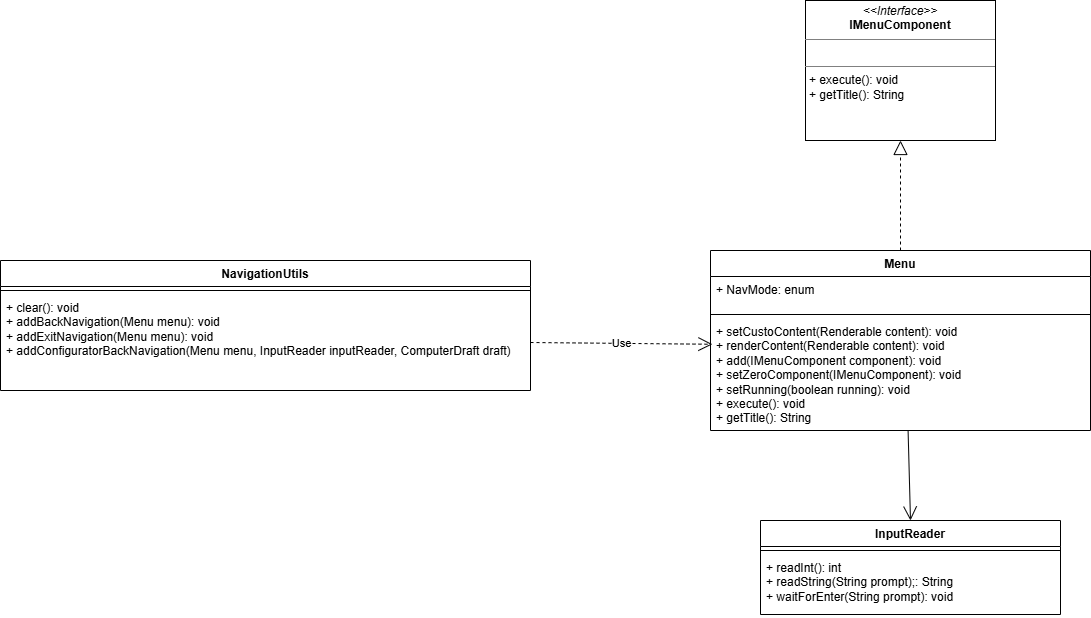 <<Interface>>
IMenuComponent
+ execute(): void
+ getTitle(): String
NavigationUtils
+ clear(): void
+ addBackNavigation(Menu menu): void
+ addExitNavigation(Menu menu): void
+ addConfiguratorBackNavigation(Menu menu, InputReader inputReader, ComputerDraft draft)
Use
Menu
+ NavMode: enum
+ setCustoContent(Renderable content): void
+ renderContent(Renderable content): void
+ add(IMenuComponent component): void
+ setZeroComponent(IMenuComponent): void
+ setRunning(boolean running): void
+ execute(): void
+ getTitle(): String
InputReader
+ readInt(): int
+ readString(String prompt);: String
+ waitForEnter(String prompt): void